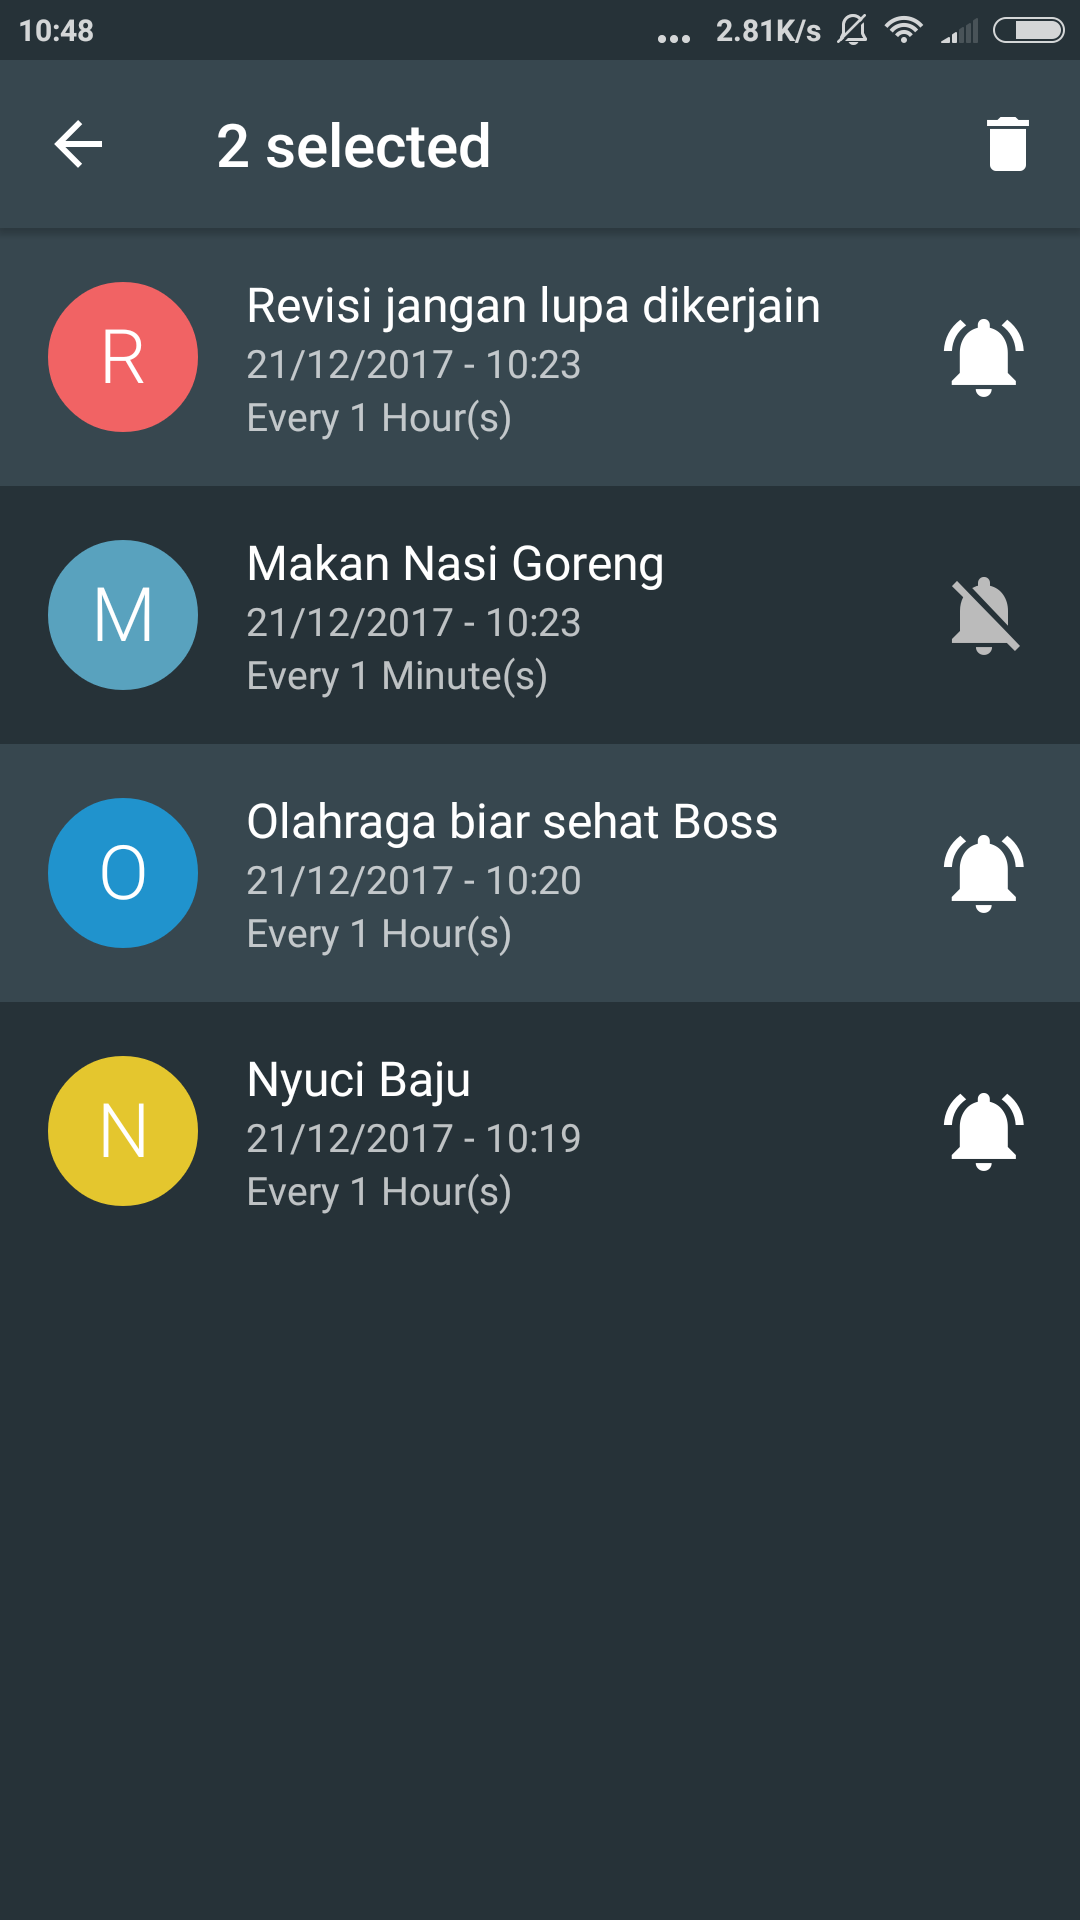 10:48 ... 2.81K/s
2 selected
R
Revisi jangan lupa dikerjain
21/12/2017 - 10:23
Every 1 Hour(s)
M
Makan Nasi Goreng
21/12/2017 - 10:23
Every 1 Minute(s)
O
Olahraga biar sehat Boss
21/12/2017 - 10:20
Every 1 Hour(s)
N
Nyuci Baju
21/12/2017 - 10:19
Every 1 Hour(s)